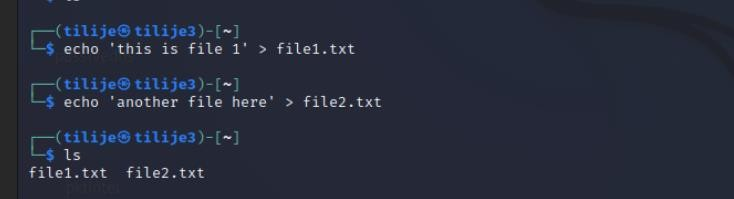 ┌──(tilije㉿tilije3)-[~]
└─$ echo 'this is file 1' > file1.txt
┌──(tilije㉿tilije3)-[~]
└─$ echo 'another file here' > file2.txt
┌──(tilije㉿tilije3)-[~]
└─$ ls
file1.txt  file2.txt